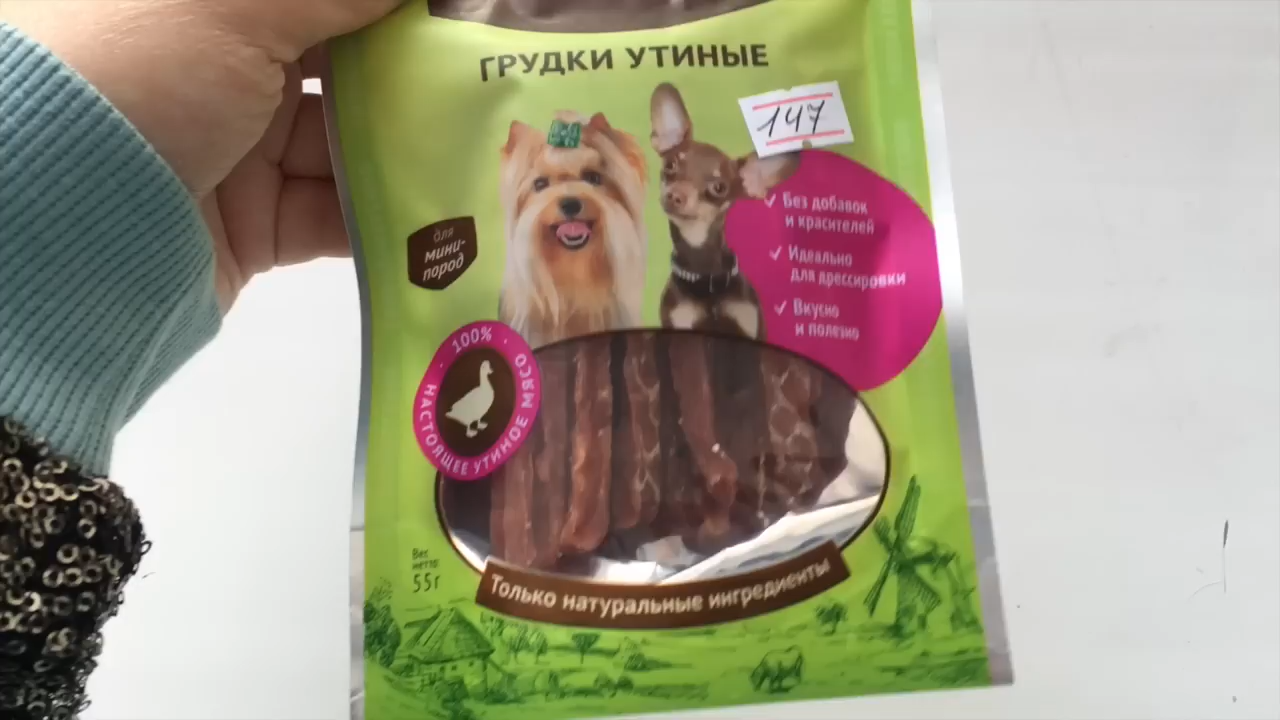 ГРУДКИ УТИНЫЕ
147
Без добавок
и красителей
для
мини-
пород
Идеально
для дрессировки
Вкусно
и полезно
100%
НАСТОЯЩЕЕ УТИНОЕ МЯСО
Вес
нетто
55г
Только натуральные ингредиенты